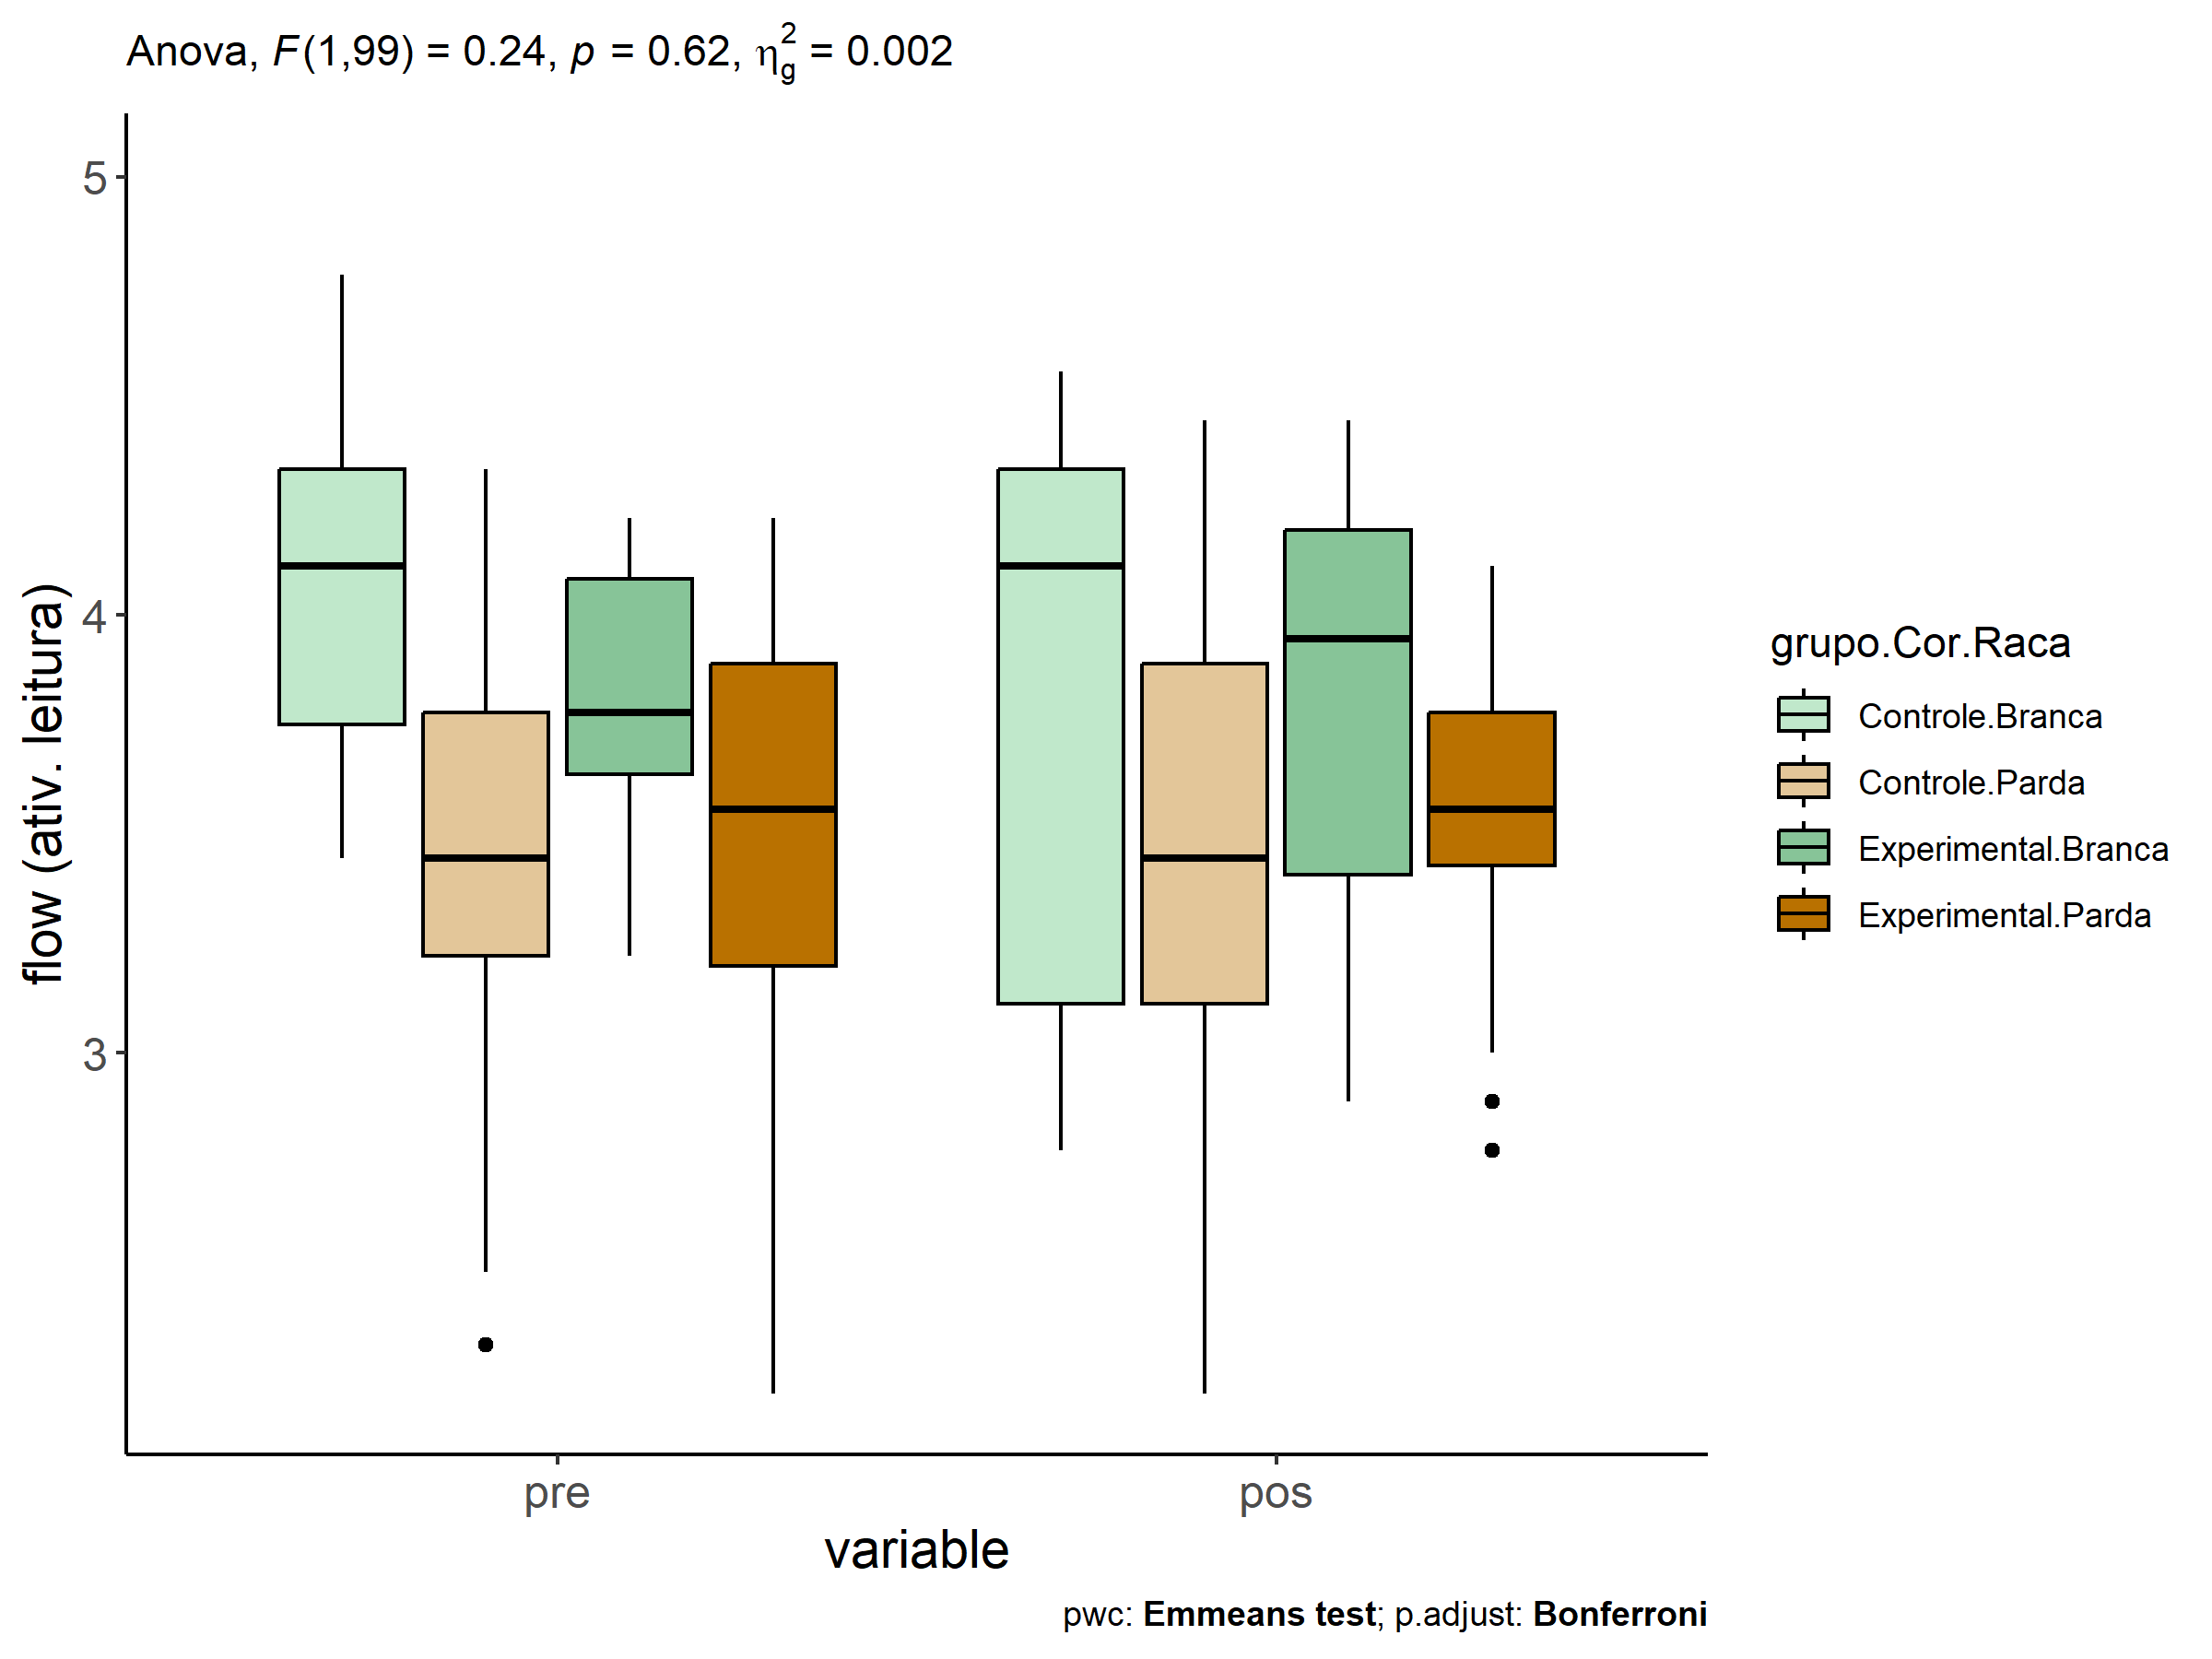 Anova, F(1,99) = 0.24, p = 0.62, η²g = 0.002
5
4
3
flow (ativ. leitura)
pre
pos
variable
grupo.Cor.Raca
Controle.Branca
Controle.Parda
Experimental.Branca
Experimental.Parda
pwc: Emmeans test; p.adjust: Bonferroni